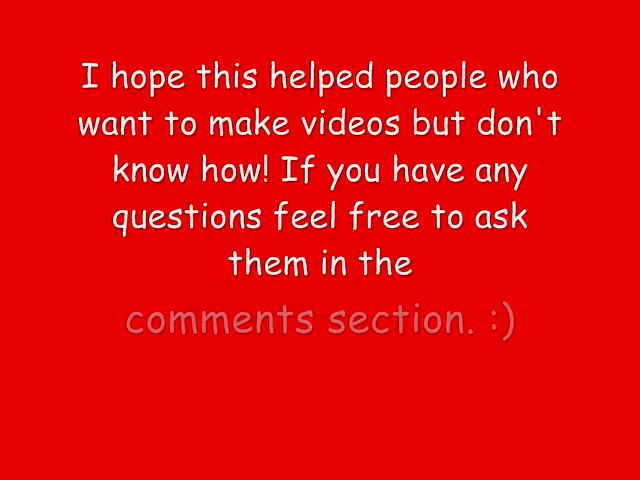 I hope this helped people who
want to make videos but don't
know how! If you have any
questions feel free to ask
them in the
comments section. :)